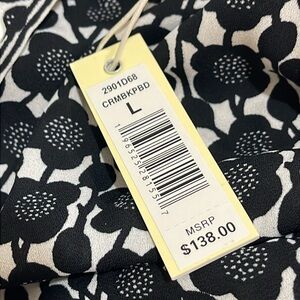 2901D68
CRMBKPBD
L
MSRP
$138.00